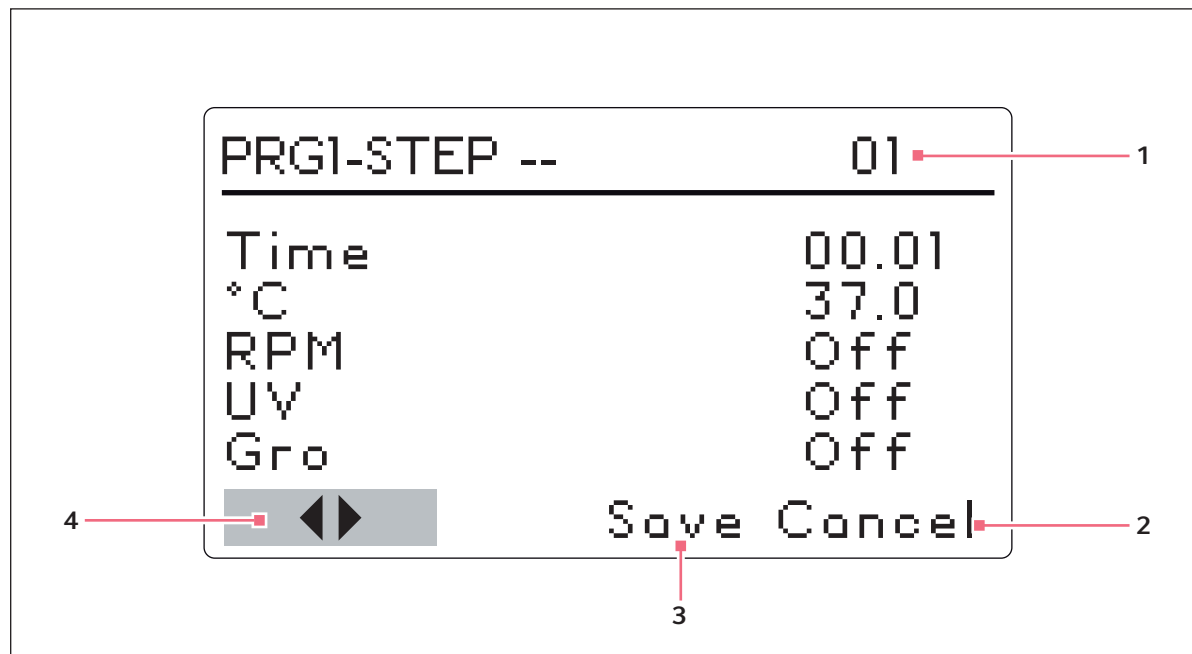 PRG1-STEP -- 01
1
Time 00.01
°C 37.0
RPM Off
UV Off
Gro Off
Save Cancel
4
2
3